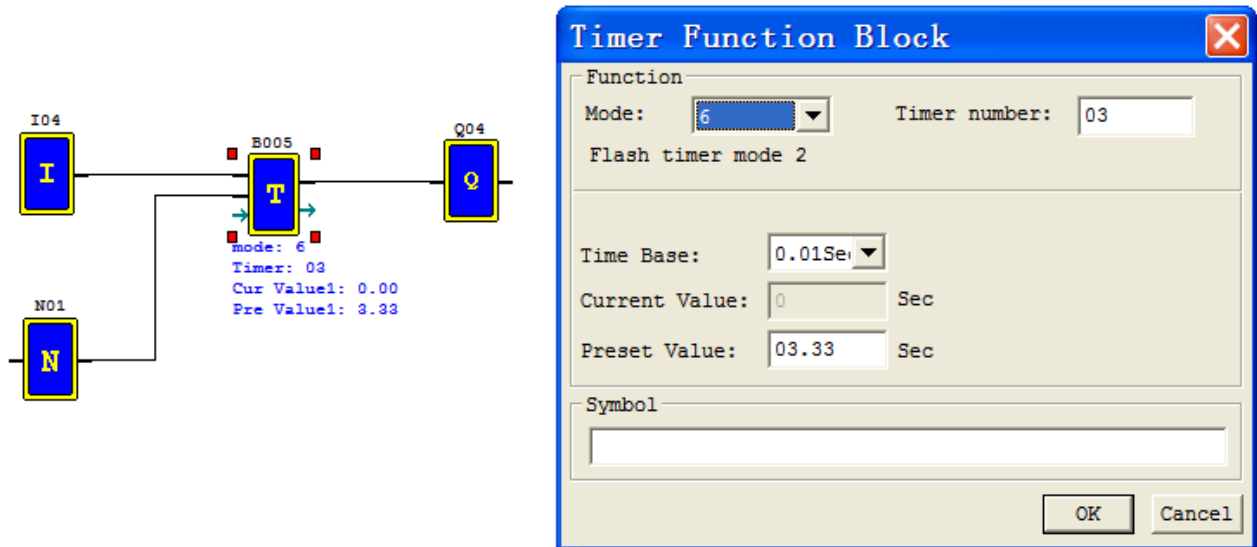 I04
I
B005
T
Q04
Q
mode: 6
Timer: 03
Cur Value1: 0.00
Pre Value1: 3.33
N01
N
Timer Function Block
Function
Mode: 6 Timer number: 03
Flash timer mode 2
Time Base: 0.01Se
Current Value: 0 Sec
Preset Value: 03.33 Sec
Symbol
OK Cancel